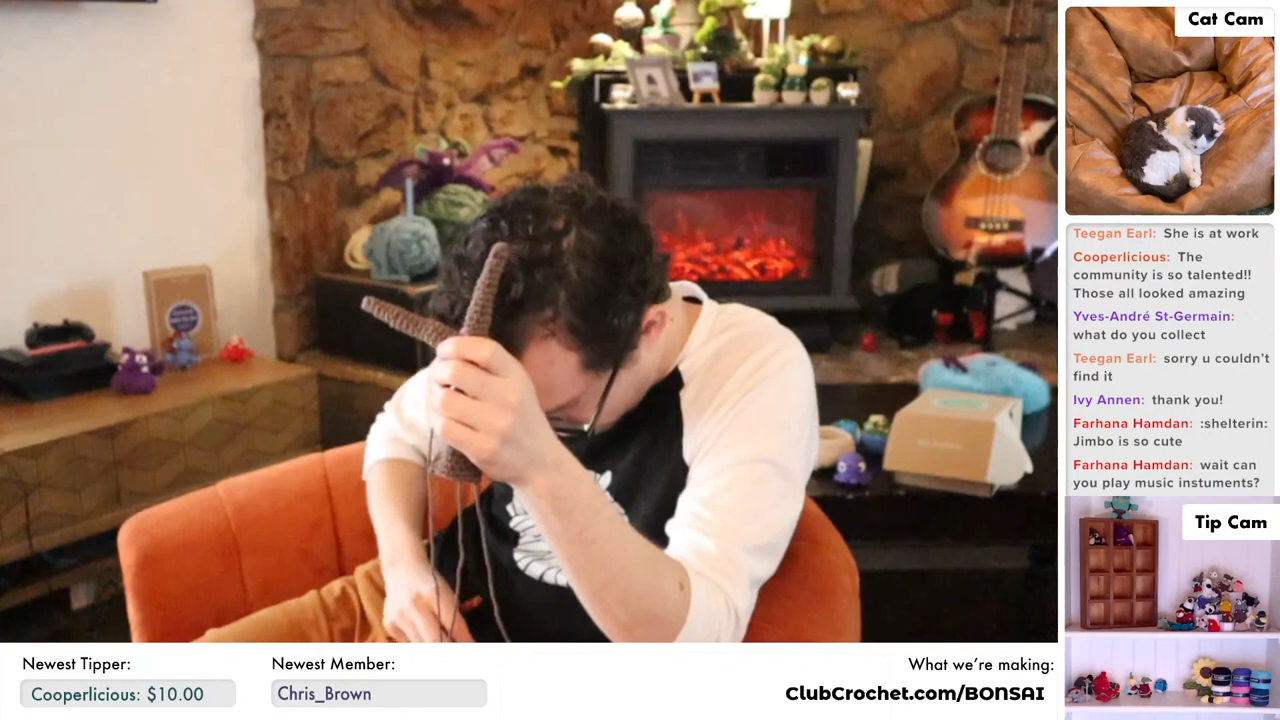 Cat Cam
Teegan Earl: She is at work
Cooperlicious: The
community is so talented!!
Those all looked amazing
Yves-André St-Germain:
what do you collect
Teegan Earl: sorry u couldn't
find it
Ivy Annen: thank you!
Farhana Hamdan: :shelterin:
Jimbo is so cute
Farhana Hamdan: wait can
you play music instuments?
Tip Cam
Newest Tipper:
Cooperlicious: $10.00
Newest Member:
Chris_Brown
What we're making:
ClubCrochet.com/BONSAI